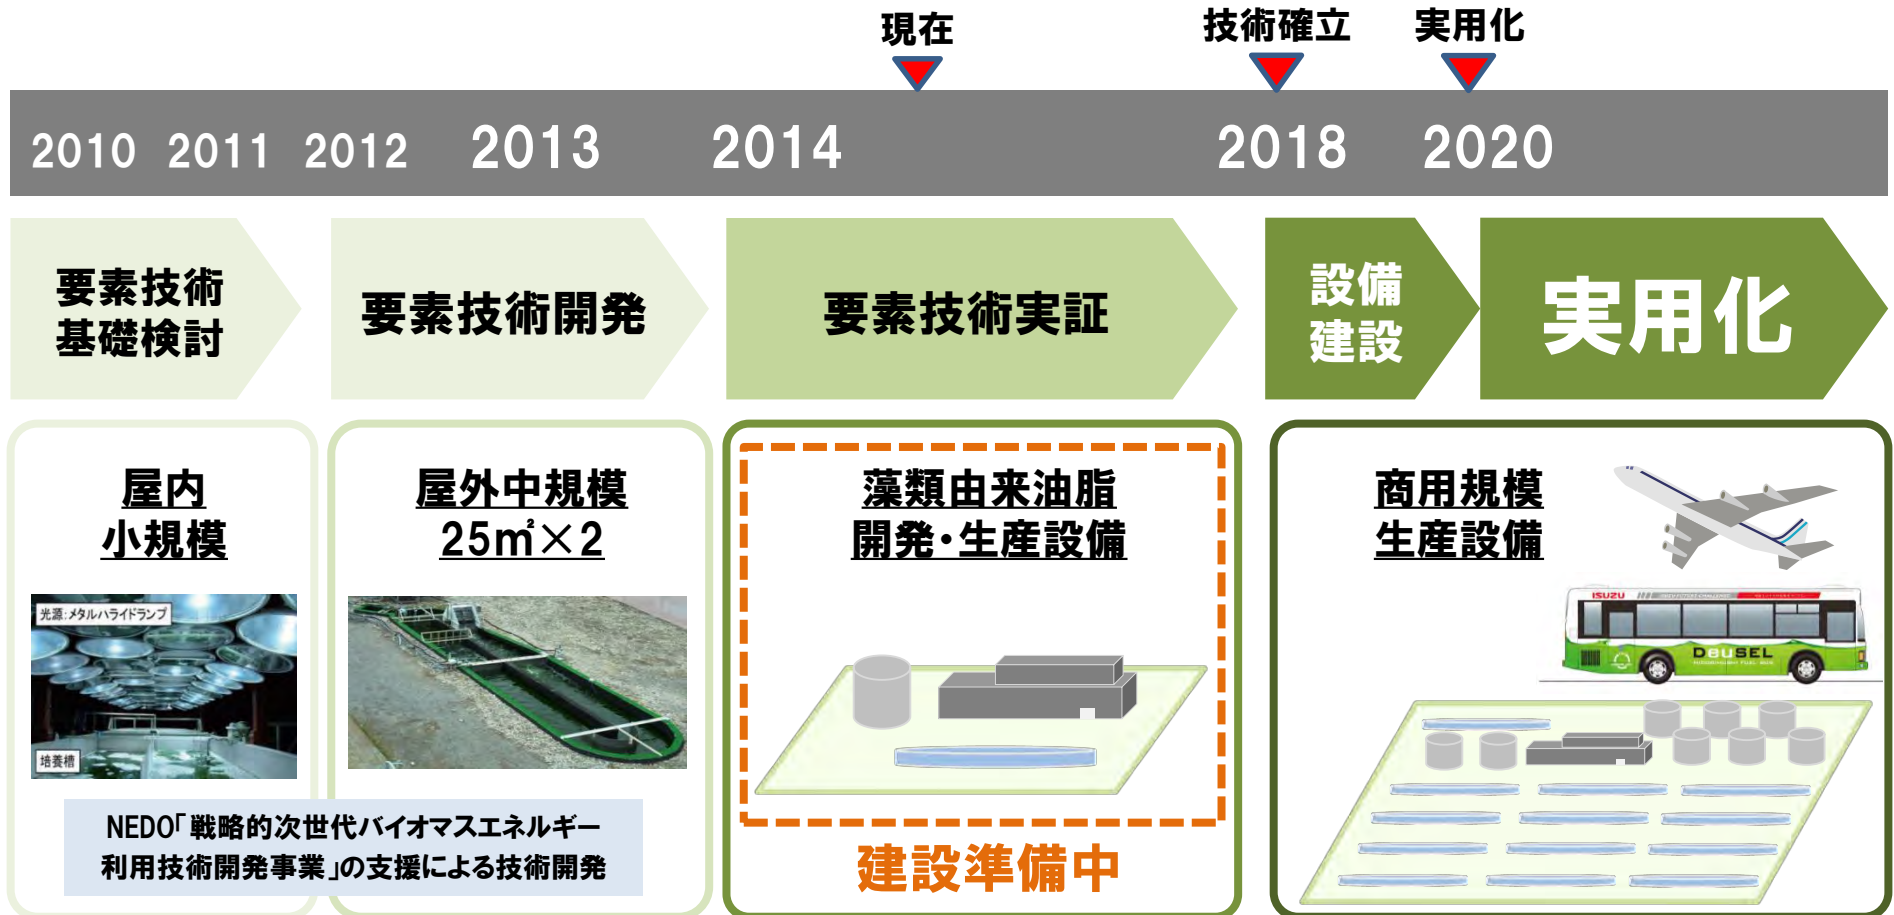 現在
技術確立
実用化
2010 2011 2012 2013 2014 2018 2020
要素技術
基礎検討
要素技術開発
要素技術実証
設備
建設
実用化
屋内
小規模
光源:メタルハライドランプ
培養槽
屋外中規模
25㎡×2
NEDO「戦略的次世代バイオマスエネルギー
利用技術開発事業」の支援による技術開発
藻類由来油脂
開発・生産設備
建設準備中
商用規模
生産設備
ISUZU
DeuSEL